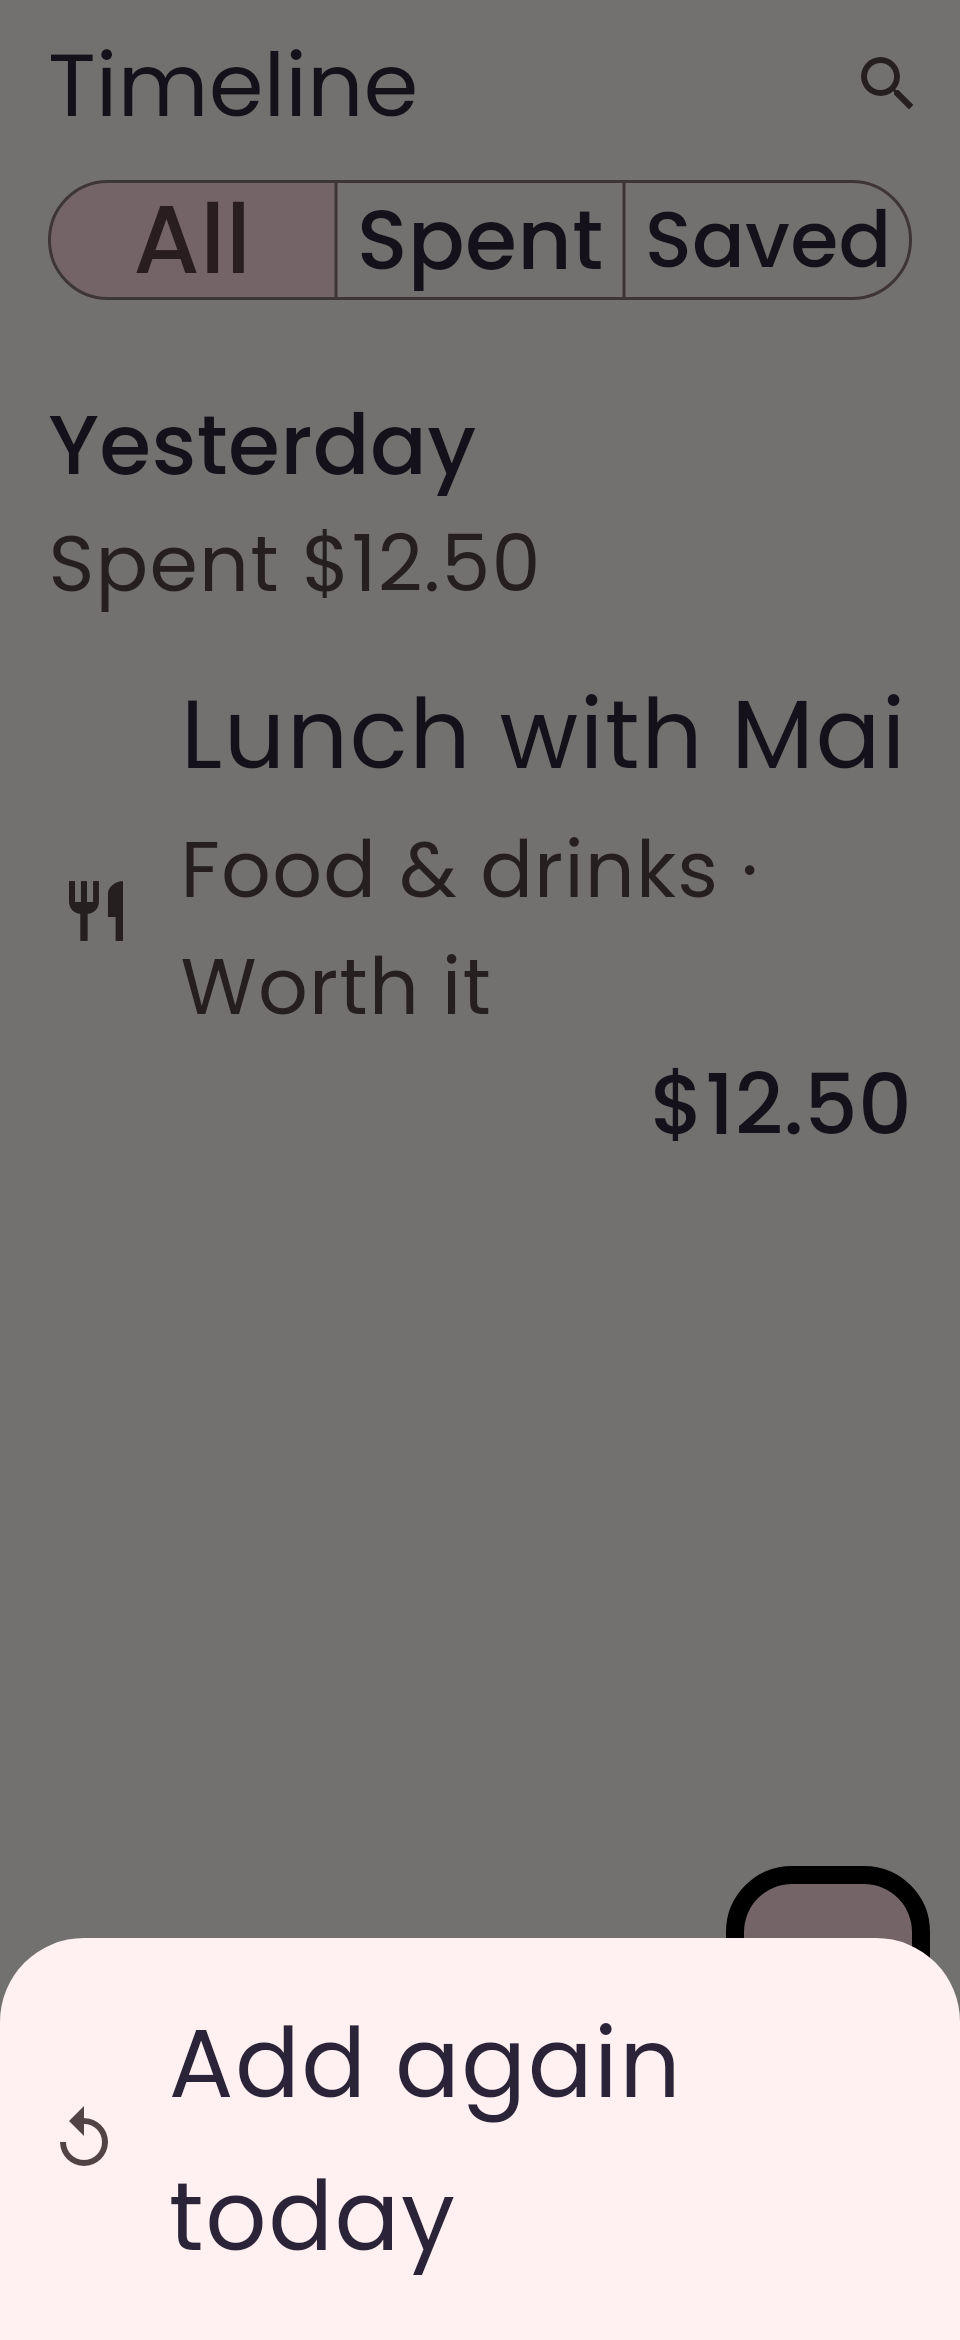 Timeline
All Spent Saved
Yesterday
Spent $12.50
Lunch with Mai
Food & drinks ·
Worth it
$12.50
Add again
today